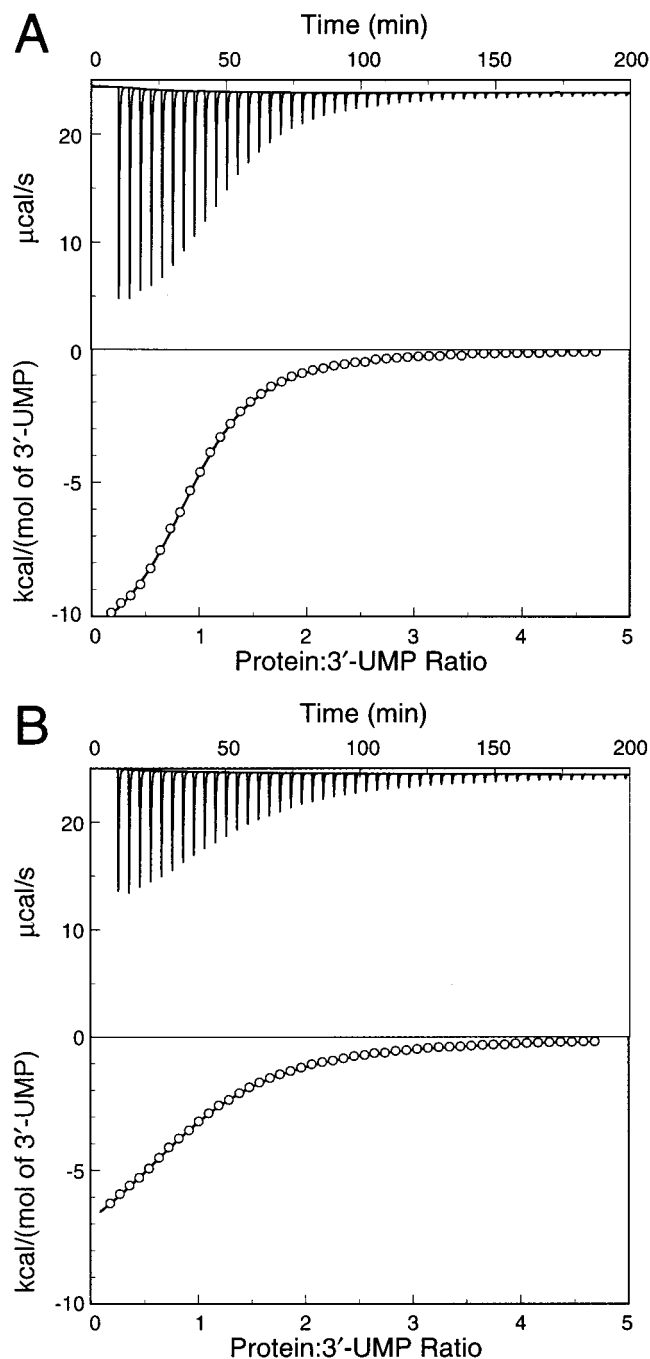 A
Time (min)
0 50 100 150 200
20
10
µcal/s
0
-5
-10
kcal/(mol of 3′-UMP)
0 1 2 3 4 5
Protein:3′-UMP Ratio
B
Time (min)
0 50 100 150 200
20
10
µcal/s
0
-5
-10
kcal/(mol of 3′-UMP)
0 1 2 3 4 5
Protein:3′-UMP Ratio